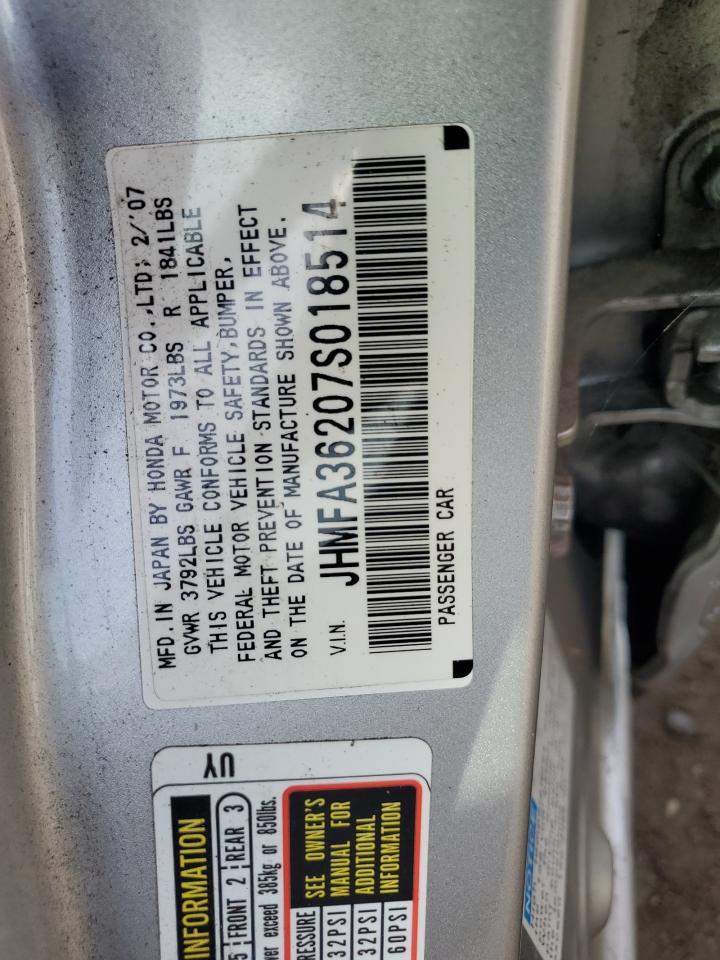 MFD. IN JAPAN BY HONDA MOTOR CO.,LTD; 2/'07
GVWR 3792LBS GAWR F 1973LBS R 1841LBS
THIS VEHICLE CONFORMS TO ALL APPLICABLE
FEDERAL MOTOR VEHICLE SAFETY,BUMPER,
AND THEFT PREVENTION STANDARDS IN EFFECT
ON THE DATE OF MANUFACTURE SHOWN ABOVE.
V.I.N. JHMFA36207S018514
PASSENGER CAR
UY
INFORMATION
5 FRONT 2 REAR 3
exceed 385kg or 850lbs.
SEE OWNER'S
MANUAL FOR
ADDITIONAL
INFORMATION
32PSI
32PSI
60PSI